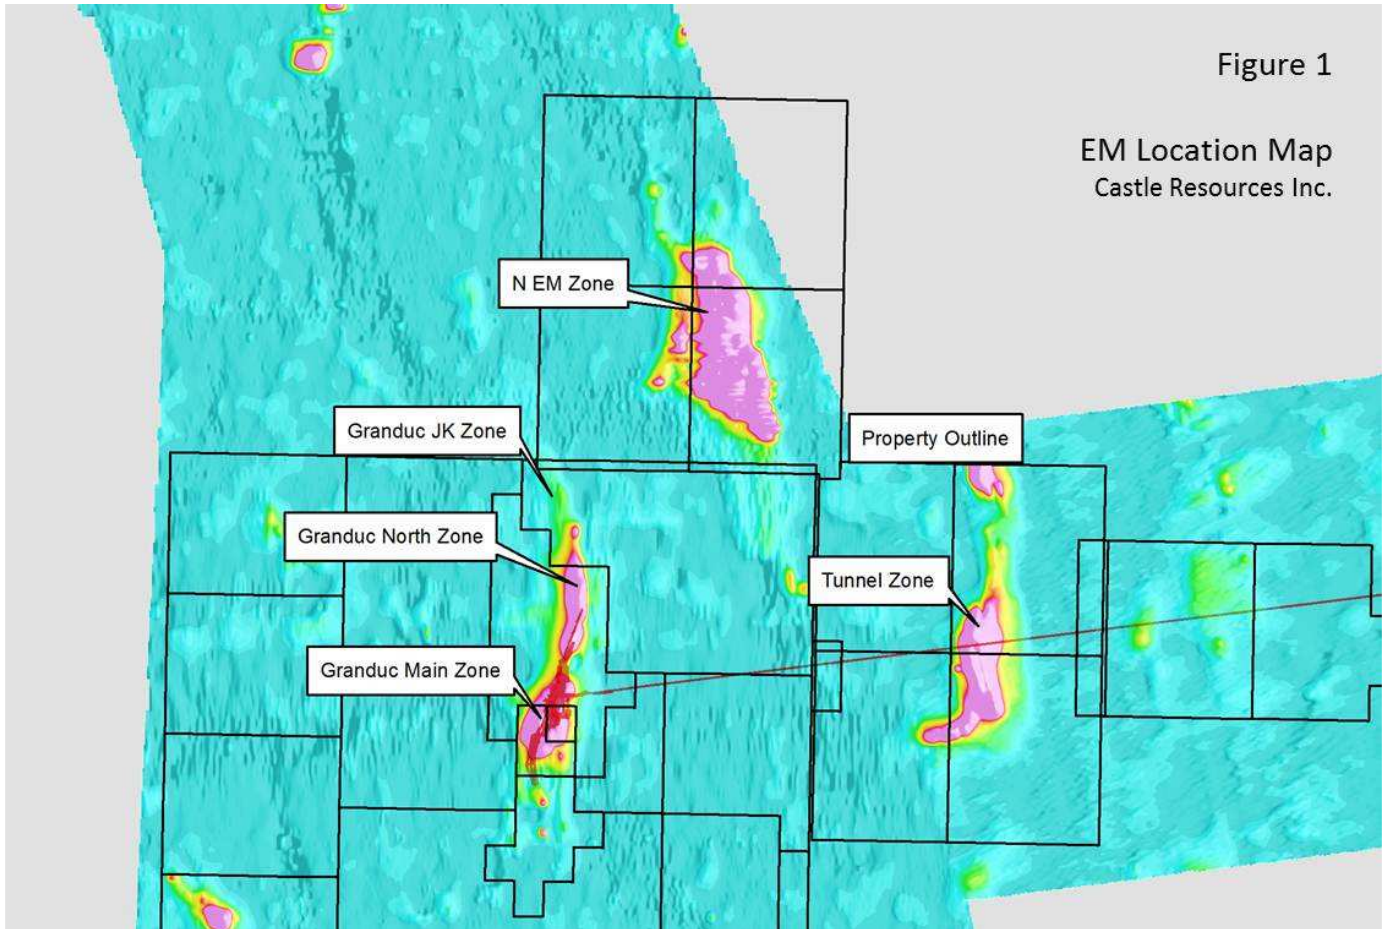 Figure 1
EM Location Map
Castle Resources Inc.
N EM Zone
Granduc JK Zone
Property Outline
Granduc North Zone
Tunnel Zone
Granduc Main Zone